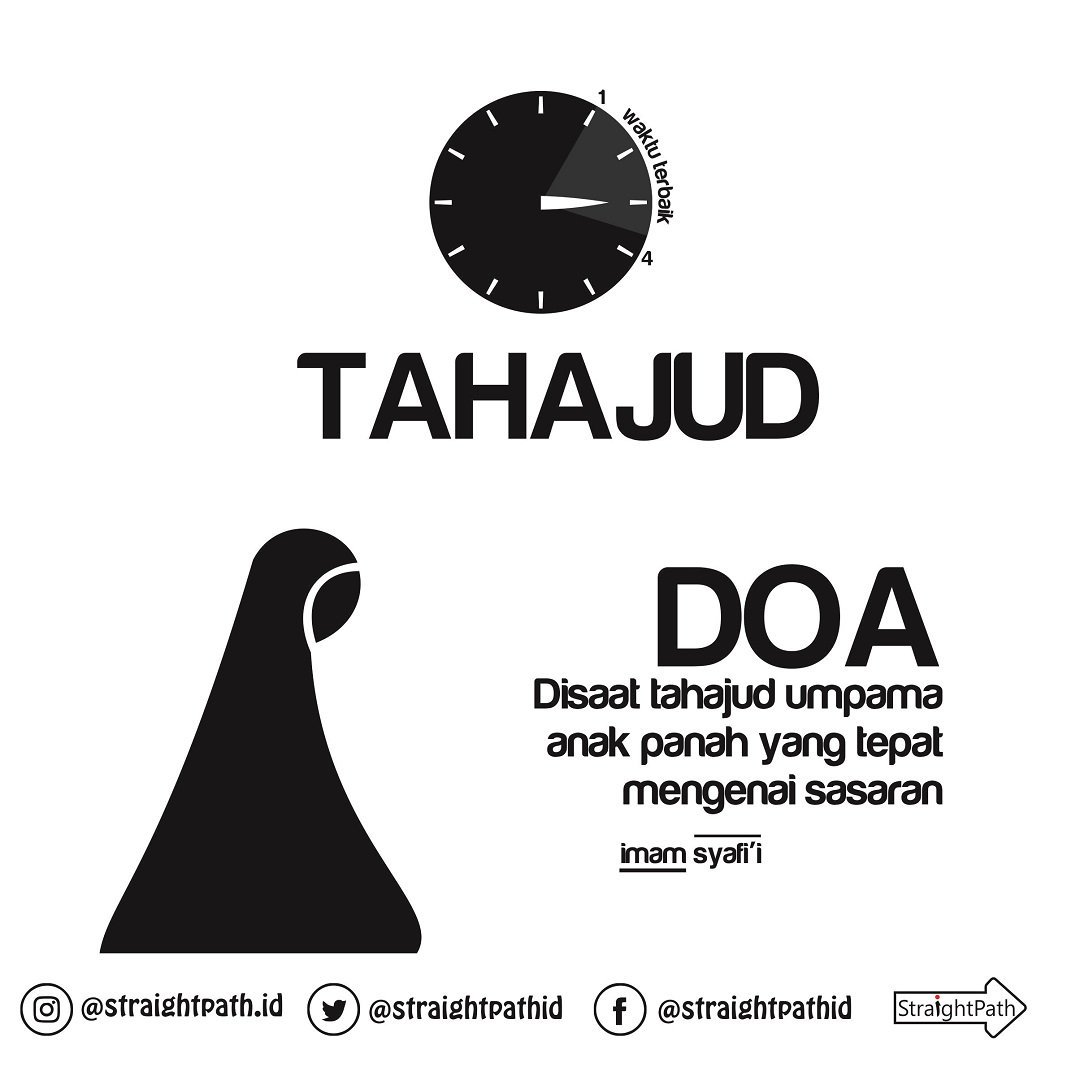 1
waktu terbaik
4
TAHAJUD
DOA
Disaat tahajud umpama
anak panah yang tepat
mengenai sasaran
imam syafi'i
@straightpath.id @straightpathid @straightpathid StraightPath